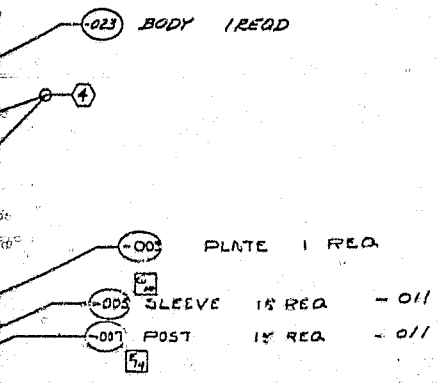 -023 BODY 1 REQD
4
-003 PLATE 1 REQ
-005 SLEEVE 15 REQ - 011
-007 POST 15 REQ - 011